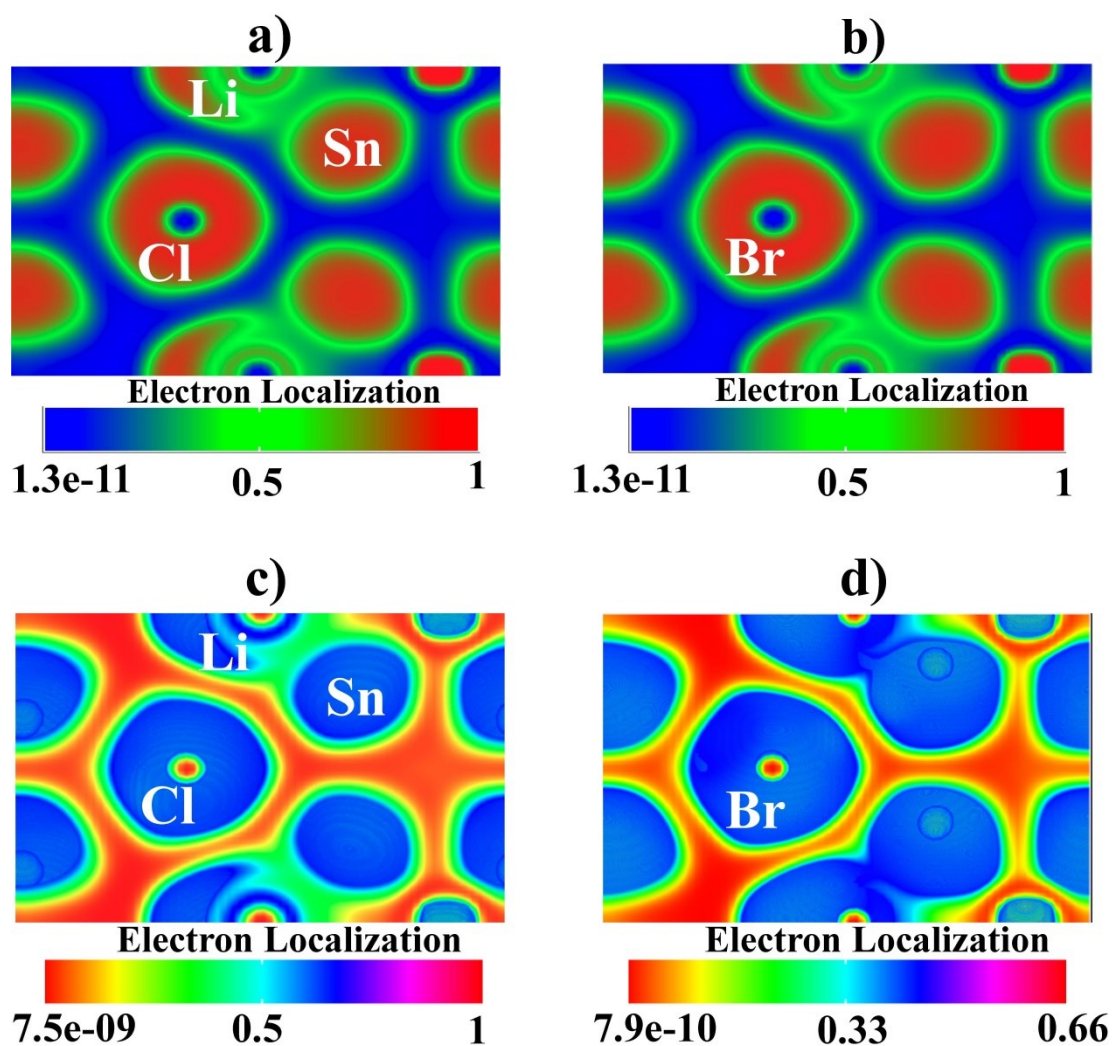 a)
b)
Li
Sn
Cl
Br
Electron Localization
Electron Localization
1.3e-11 0.5 1
1.3e-11 0.5 1
c)
d)
Li
Sn
Cl
Br
Electron Localization
Electron Localization
7.5e-09 0.5 1
7.9e-10 0.33 0.66